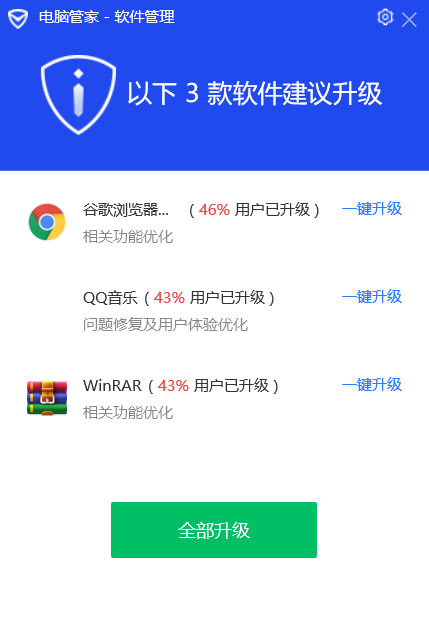 电脑管家 - 软件管理
以下 3 款软件建议升级
谷歌浏览器... （46% 用户已升级） 一键升级
相关功能优化
QQ音乐（43% 用户已升级） 一键升级
问题修复及用户体验优化
WinRAR（43% 用户已升级） 一键升级
相关功能优化
全部升级